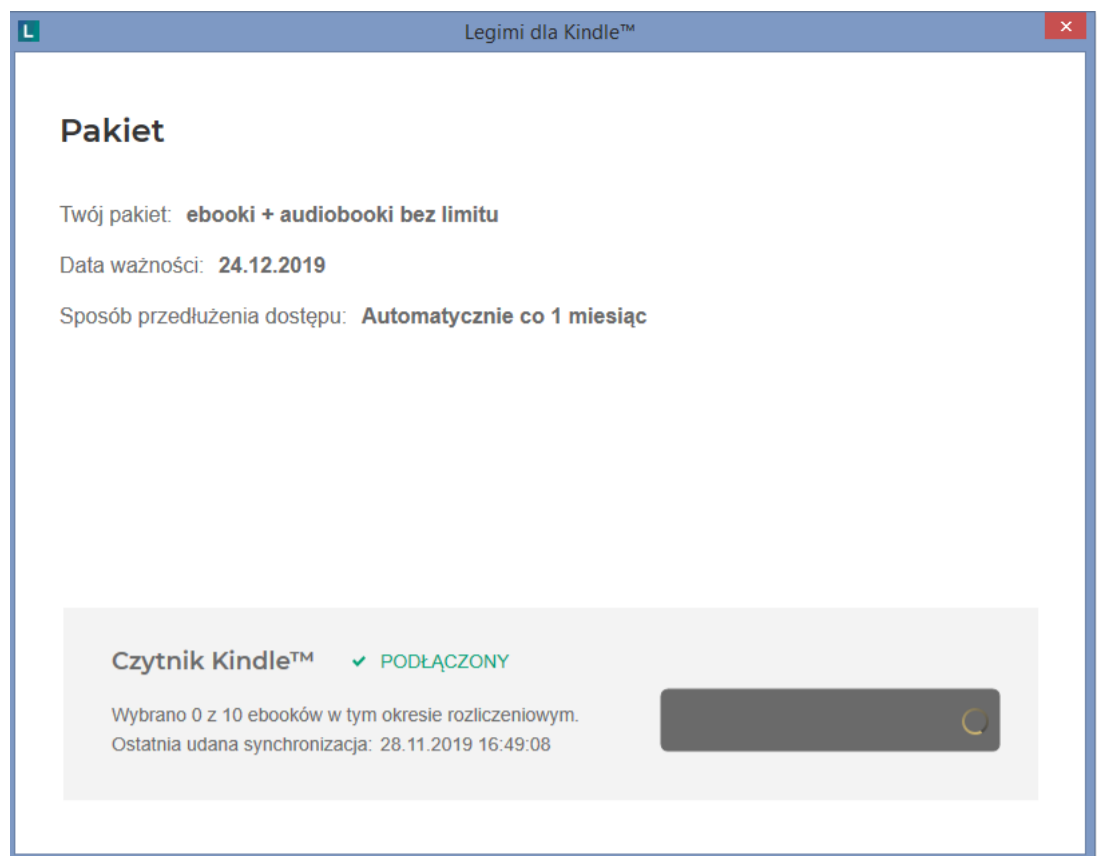 L
Legimi dla Kindle™
×
Pakiet
Twój pakiet: ebooki + audiobooki bez limitu
Data ważności: 24.12.2019
Sposób przedłużenia dostępu: Automatycznie co 1 miesiąc
Czytnik Kindle™ ✓ PODŁĄCZONY
Wybrano 0 z 10 ebooków w tym okresie rozliczeniowym.
Ostatnia udana synchronizacja: 28.11.2019 16:49:08